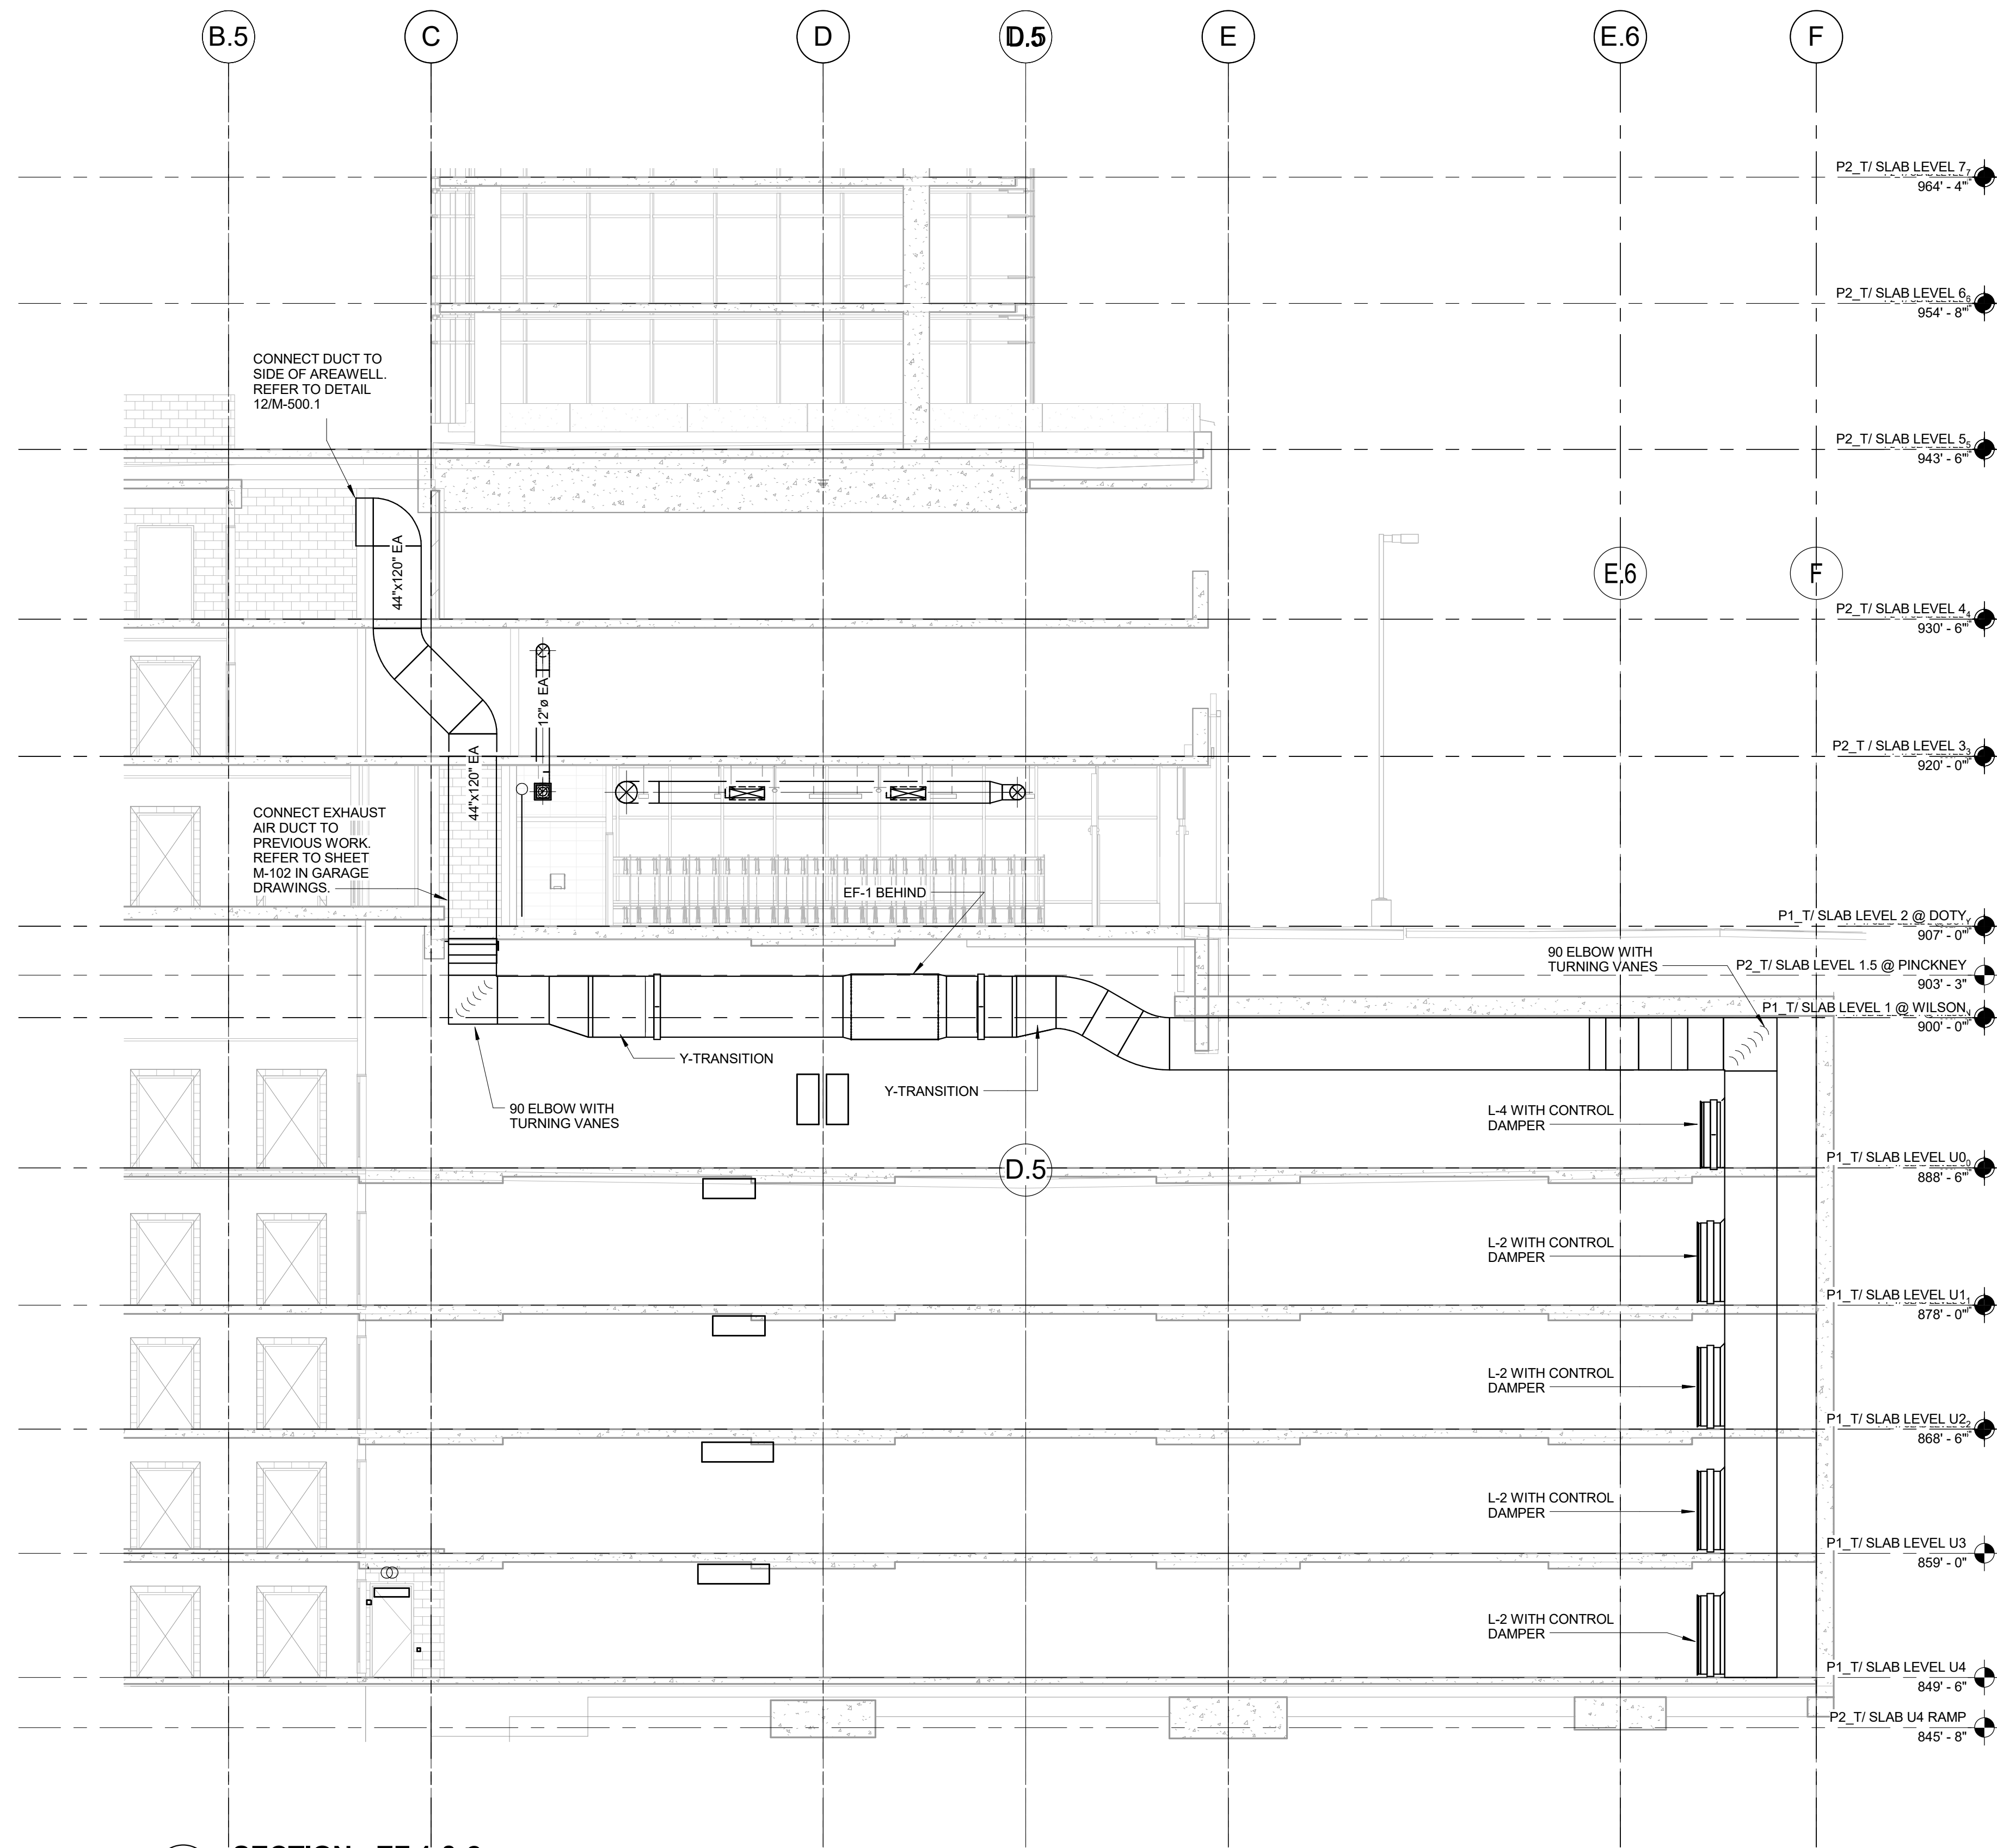 B.5
C
D
D.5
E
E.6
F
P2_T/ SLAB LEVEL 7
964' - 4"
P2_T/ SLAB LEVEL 6
954' - 8"
CONNECT DUCT TO
SIDE OF AREAWELL.
REFER TO DETAIL
12/M-500.1
P2_T/ SLAB LEVEL 5
943' - 6"
44"x120" EA
E.6
F
P2_T/ SLAB LEVEL 4
930' - 6"
12"ø EA
P2_T / SLAB LEVEL 3
920' - 0"
44"x120" EA
CONNECT EXHAUST
AIR DUCT TO
PREVIOUS WORK.
REFER TO SHEET
M-102 IN GARAGE
DRAWINGS.
EF-1 BEHIND
P1_T/ SLAB LEVEL 2 @ DOTY
907' - 0"
90 ELBOW WITH
TURNING VANES
P2_T/ SLAB LEVEL 1.5 @ PINCKNEY
903' - 3"
P1_T/ SLAB LEVEL 1 @ WILSON
900' - 0"
Y-TRANSITION
Y-TRANSITION
90 ELBOW WITH
TURNING VANES
L-4 WITH CONTROL
DAMPER
D.5
P1_T/ SLAB LEVEL U0
888' - 6"
L-2 WITH CONTROL
DAMPER
P1_T/ SLAB LEVEL U1
878' - 0"
L-2 WITH CONTROL
DAMPER
P1_T/ SLAB LEVEL U2
868' - 6"
L-2 WITH CONTROL
DAMPER
P1_T/ SLAB LEVEL U3
859' - 0"
L-2 WITH CONTROL
DAMPER
P1_T/ SLAB LEVEL U4
849' - 6"
P2_T/ SLAB U4 RAMP
845' - 8"